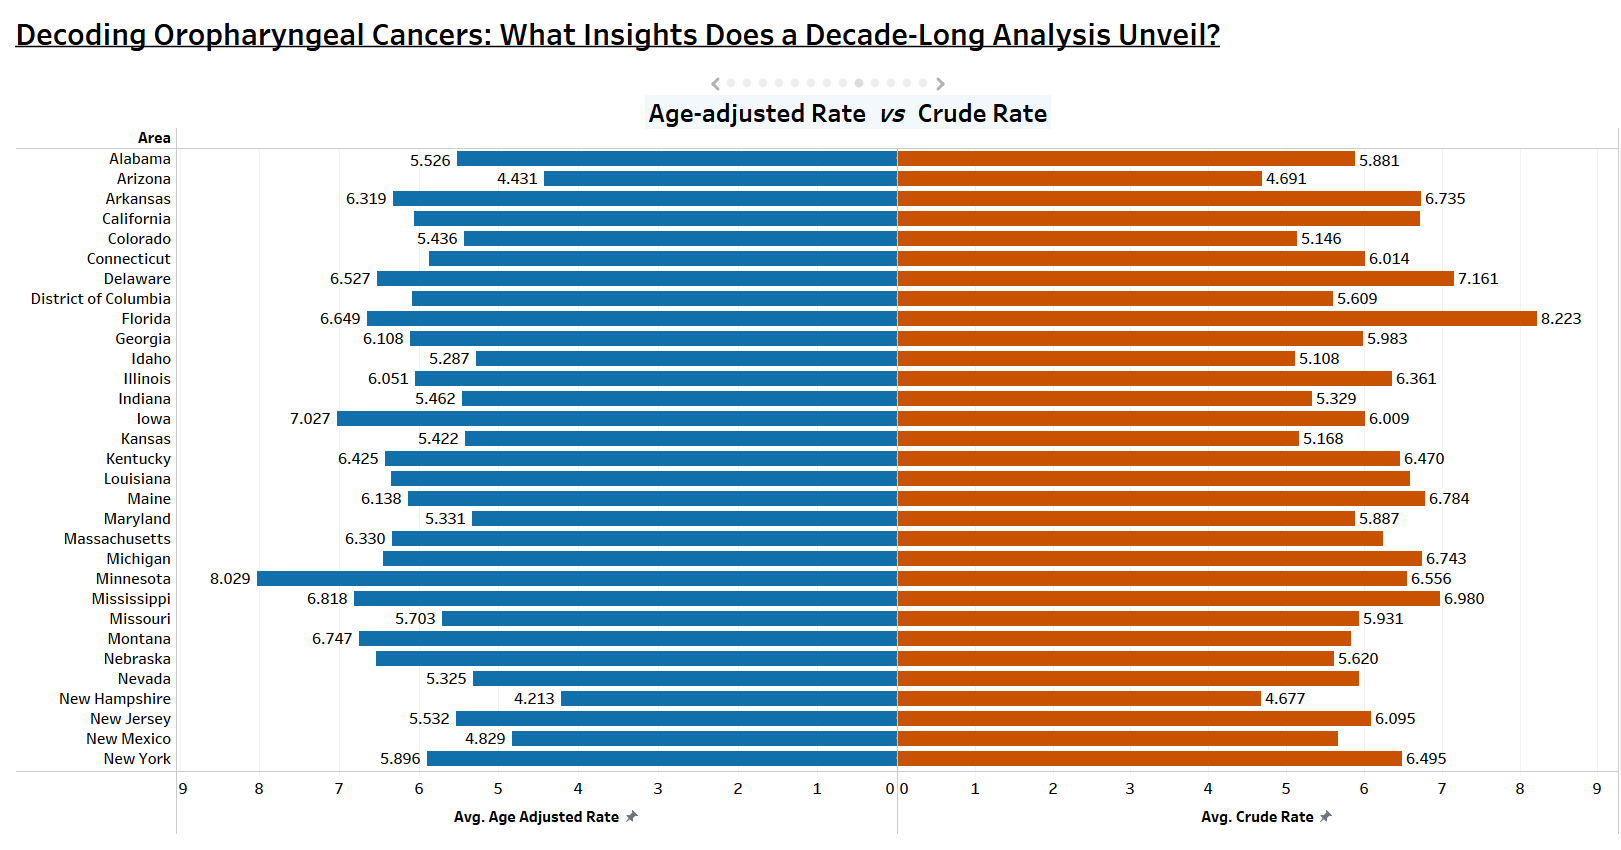 Decoding Oropharyngeal Cancers: What Insights Does a Decade-Long Analysis Unveil?
Age-adjusted Rate vs Crude Rate
Area
Alabama 5.526 5.881
Arizona 4.431 4.691
Arkansas 6.319 6.735
California
Colorado 5.436 5.146
Connecticut 6.014
Delaware 6.527 7.161
District of Columbia 5.609
Florida 6.649 8.223
Georgia 6.108 5.983
Idaho 5.287 5.108
Illinois 6.051 6.361
Indiana 5.462 5.329
Iowa 7.027 6.009
Kansas 5.422 5.168
Kentucky 6.425 6.470
Louisiana
Maine 6.138 6.784
Maryland 5.331 5.887
Massachusetts 6.330
Michigan 6.743
Minnesota 8.029 6.556
Mississippi 6.818 6.980
Missouri 5.703 5.931
Montana 6.747
Nebraska 5.620
Nevada 5.325
New Hampshire 4.213 4.677
New Jersey 5.532 6.095
New Mexico 4.829
New York 5.896 6.495
9 8 7 6 5 4 3 2 1 0 0 1 2 3 4 5 6 7 8 9
Avg. Age Adjusted Rate Avg. Crude Rate